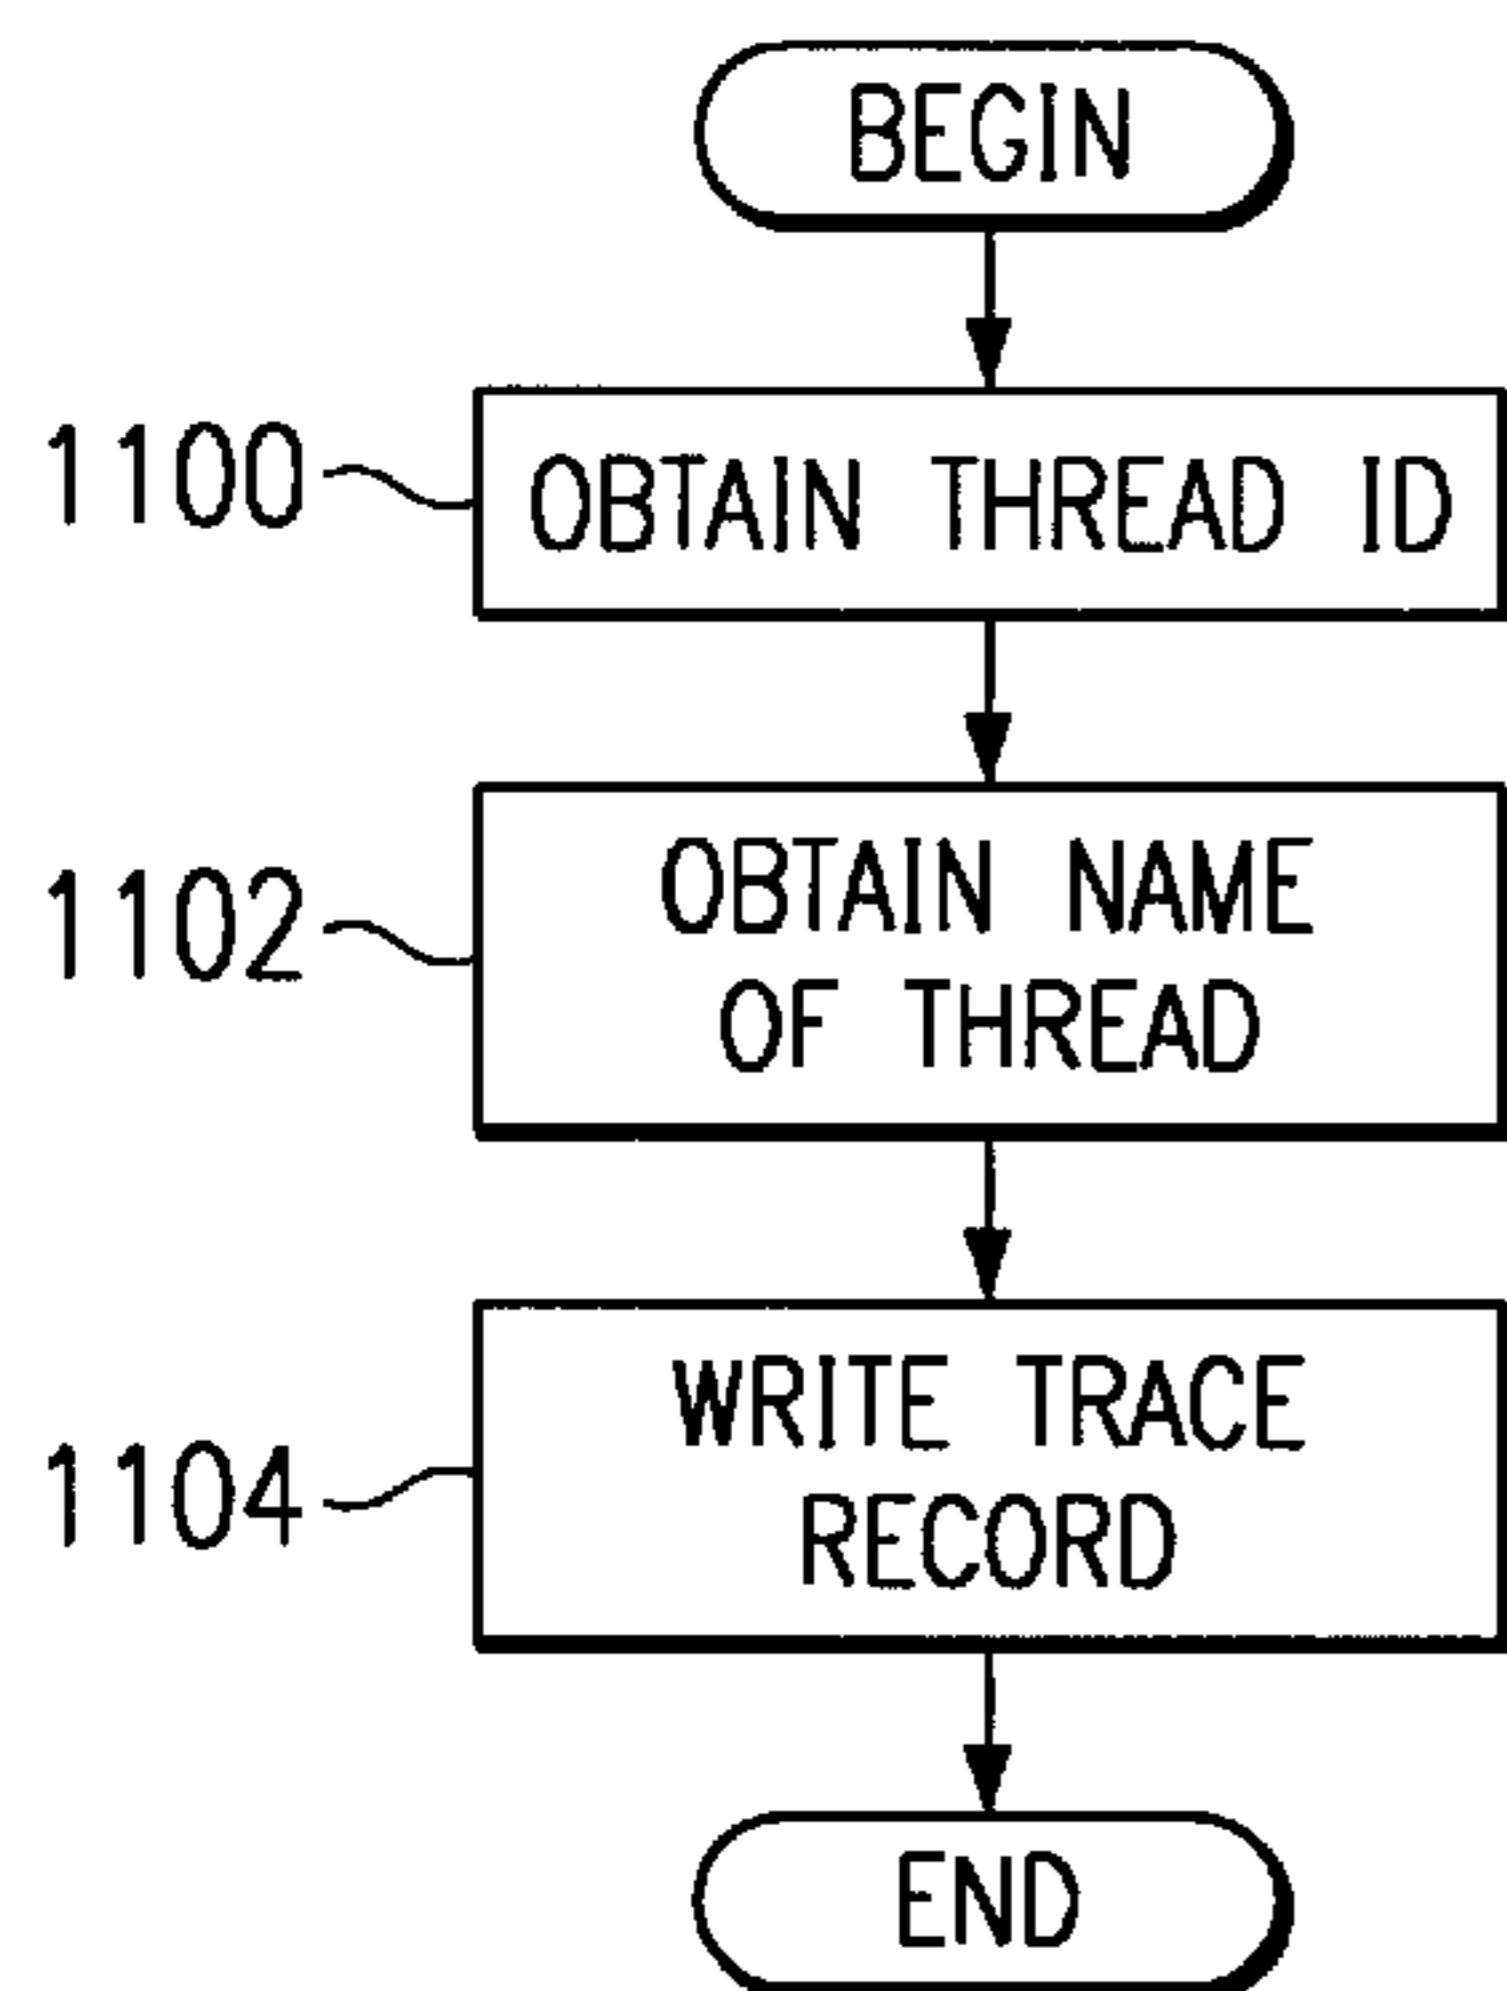 BEGIN
1100
OBTAIN THREAD ID
1102
OBTAIN NAME
OF THREAD
1104
WRITE TRACE
RECORD
END